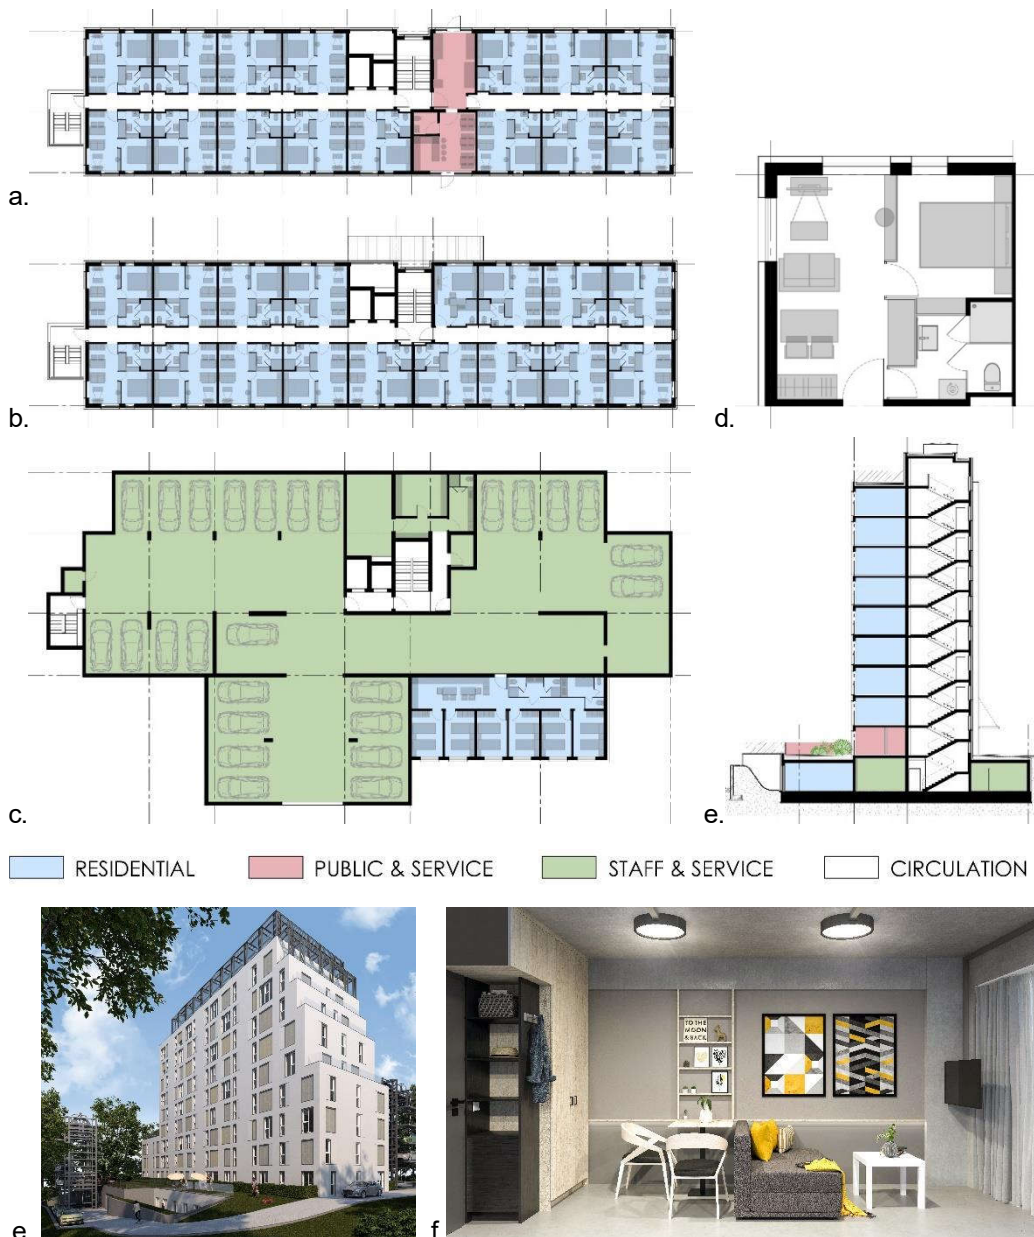 a.
b.
d.
c.
e.
RESIDENTIAL
PUBLIC & SERVICE
STAFF & SERVICE
CIRCULATION
TO THE
MOON
& BACK
e
f